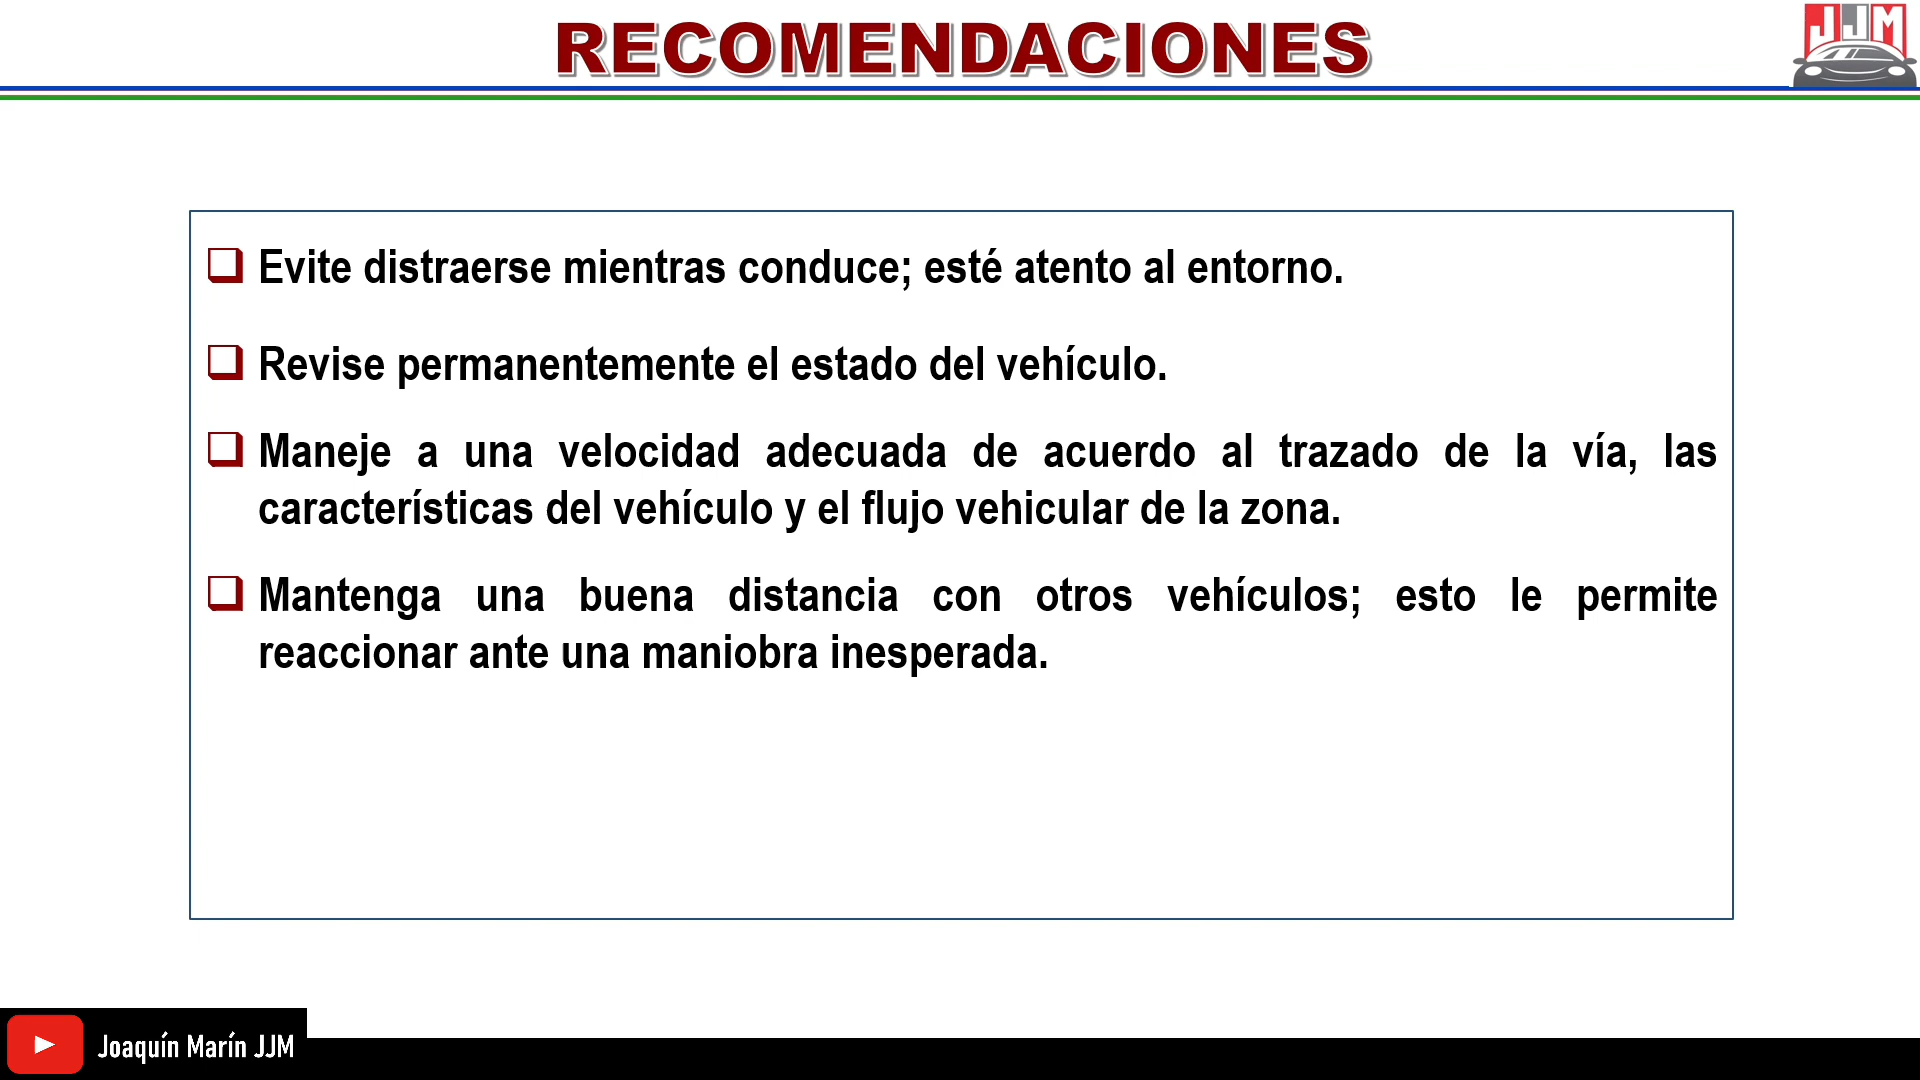 RECOMENDACIONES
JJM
Evite distraerse mientras conduce; esté atento al entorno.
Revise permanentemente el estado del vehículo.
Maneje a una velocidad adecuada de acuerdo al trazado de la vía, las
características del vehículo y el flujo vehicular de la zona.
Mantenga una buena distancia con otros vehículos; esto le permite
reaccionar ante una maniobra inesperada.
Joaquín Marín JJM